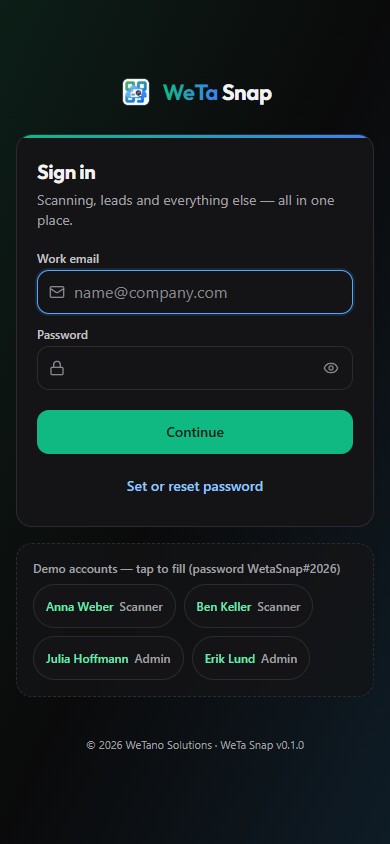 WeTa Snap
Sign in
Scanning, leads and everything else — all in one
place.
Work email
name@company.com
Password
Continue
Set or reset password
Demo accounts — tap to fill (password WetaSnap#2026)
Anna Weber Scanner
Ben Keller Scanner
Julia Hoffmann Admin
Erik Lund Admin
© 2026 WeTano Solutions · WeTa Snap v0.1.0